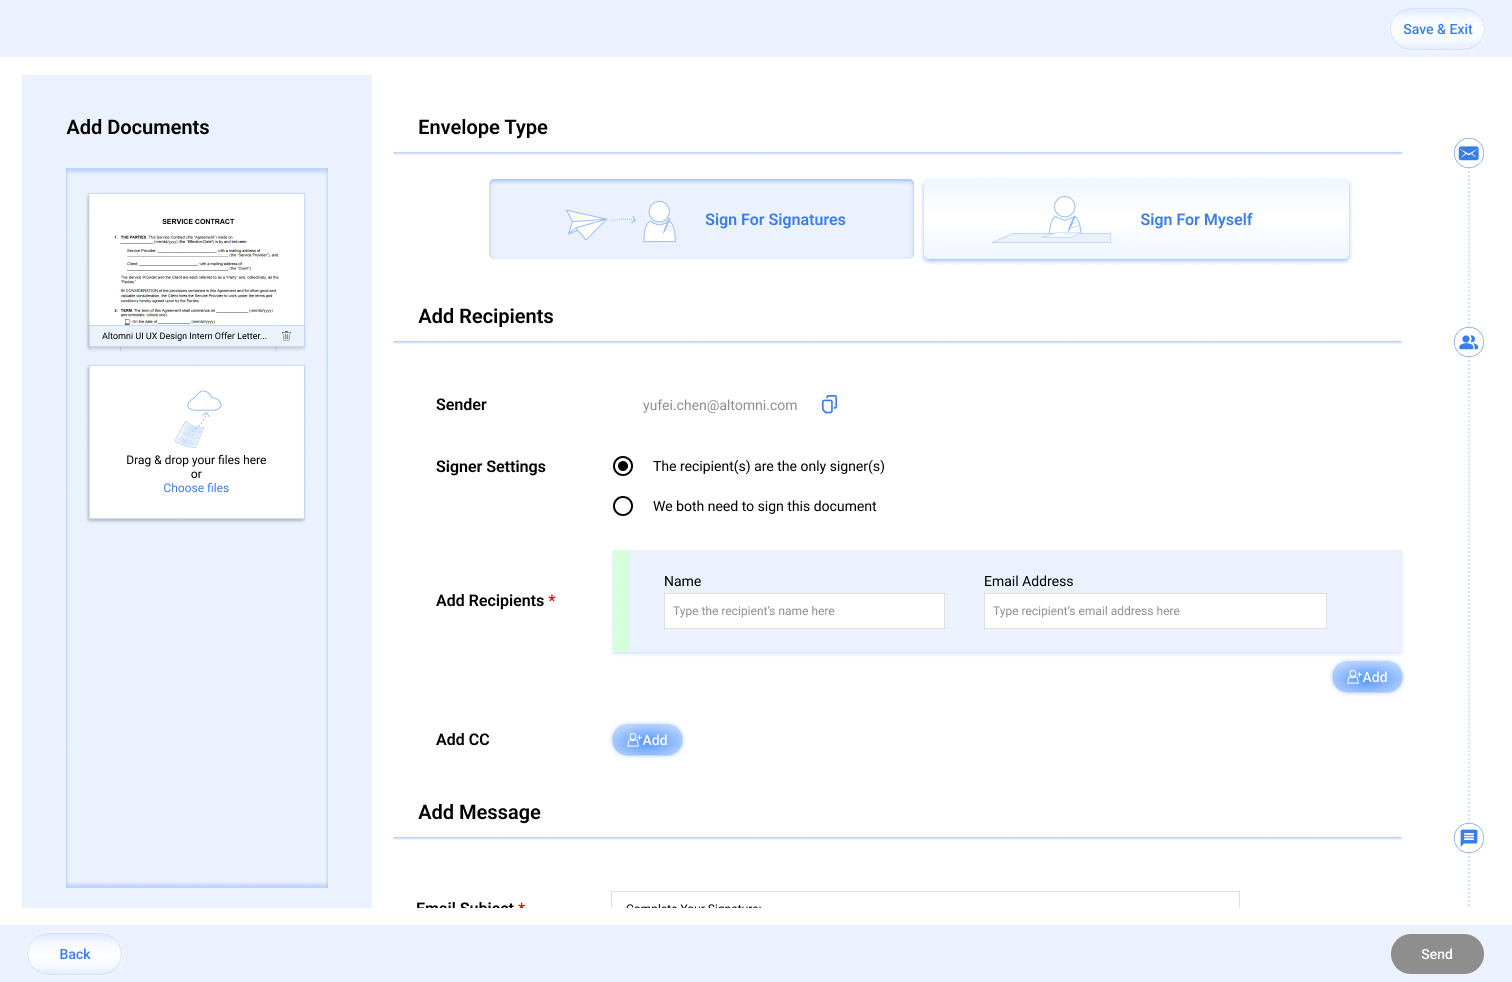 Save & Exit
Add Documents
SERVICE CONTRACT
1. THE PARTIES. This Service Contract (the "Agreement") made on
(mm/dd/yyyy) (the "Effective Date") is by and between:
Service Provider: , with a mailing address of
(the "Service Provider"), and
Client: , with a mailing address of
(the "Client").
The Service Provider and the Client are each referred to as a "Party" and, collectively, as the
"Parties."
IN CONSIDERATION of the provisions contained in this Agreement and for other good and
valuable consideration, the Client hires the Service Provider to work under the terms and
conditions hereby agreed upon by the Parties:
2. TERM. The term of this Agreement shall commence on (mm/dd/yyyy)
and terminate: (check one)
On the date of (mm/dd/yyyy).
Altomni UI UX Design Intern Offer Letter...
Drag & drop your files here
or
Choose files
Envelope Type
Sign For Signatures
Sign For Myself
Add Recipients
Sender
yufei.chen@altomni.com
Signer Settings
The recipient(s) are the only signer(s)
We both need to sign this document
Add Recipients *
Name
Email Address
Type the recipient's name here
Type recipient's email address here
Add
Add CC
Add
Add Message
Email Subject *
Complete Your Signature:
Back
Send